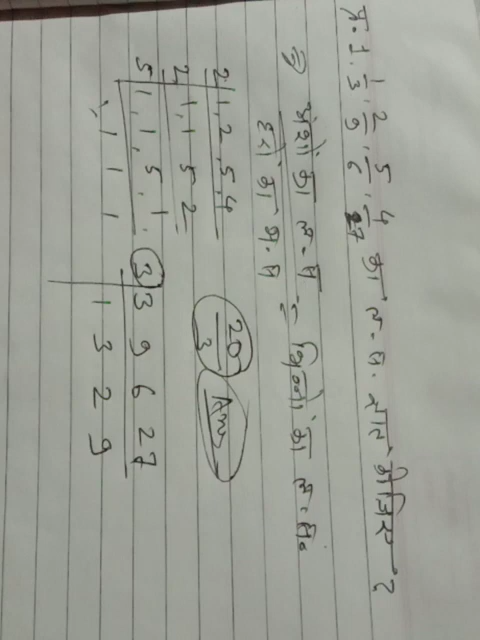 प्र.1. 1/3, 2/9, 5/6, 4/27 का ल.स. ज्ञात कीजिए?
⇒ अंशों का ल.स / हरों का म.स = भिन्नों का ल.स.
2 | 1, 2, 5, 4
2 | 1, 1 5 2
5 | 1, 1, 5, 1.
1 1 1
20/3 Ans
3 | 3 9 6 27
1 3 2 9